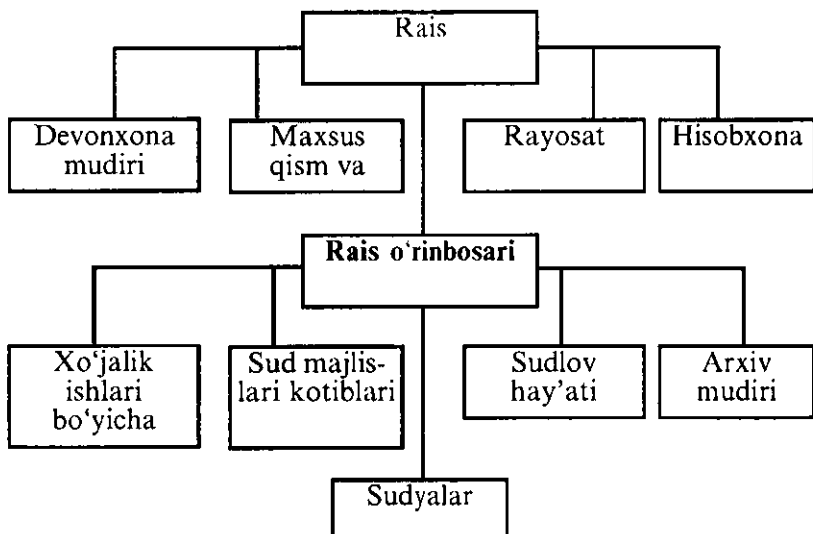 Rais
Devonxona
mudiri
Maxsus
qism va
Rayosat
Hisobxona
Rais o‘rinbosari
Xo‘jalik
ishlari
bo‘yicha
Sud majlis-
lari kotiblari
Sudlov
hay’ati
Arxiv
mudiri
Sudyalar